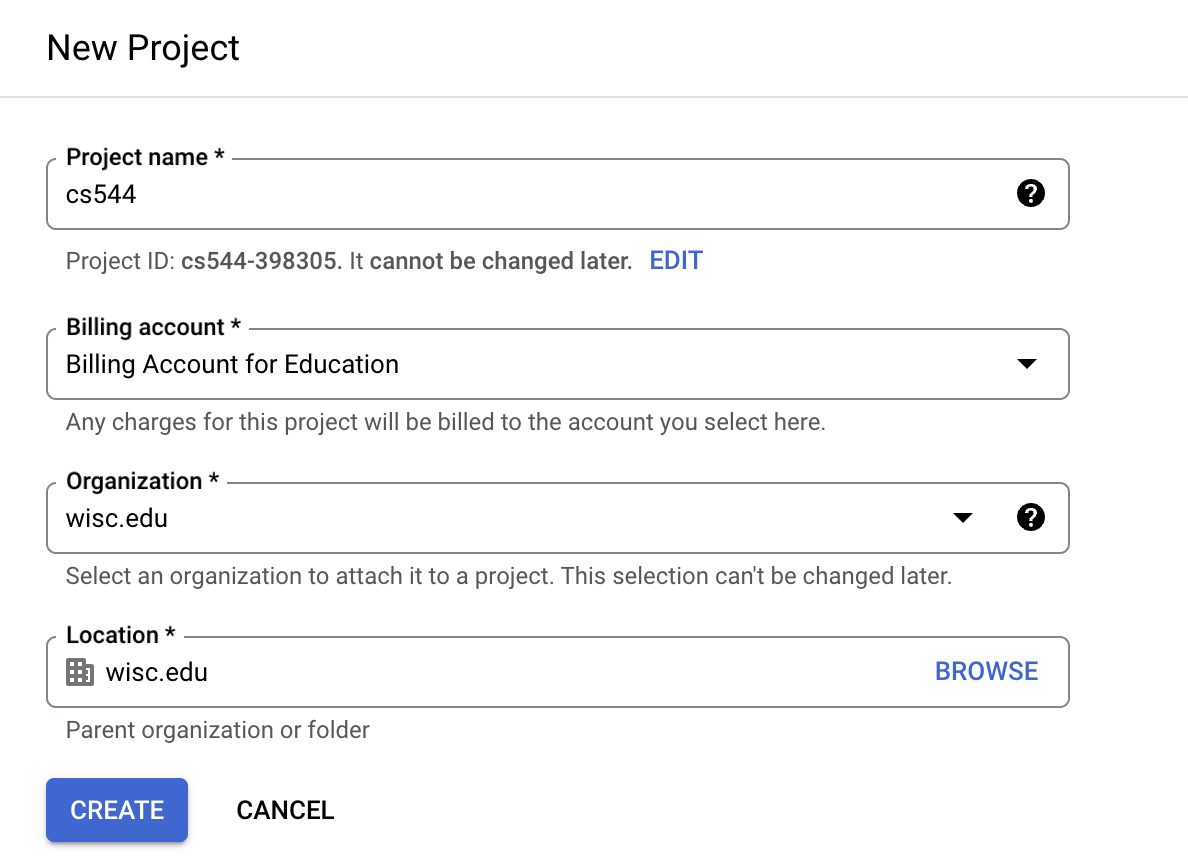 New Project
Project name *
cs544
Project ID: cs544-398305. It cannot be changed later. EDIT
Billing account *
Billing Account for Education
Any charges for this project will be billed to the account you select here.
Organization *
wisc.edu
Select an organization to attach it to a project. This selection can't be changed later.
Location *
wisc.edu BROWSE
Parent organization or folder
CREATE CANCEL